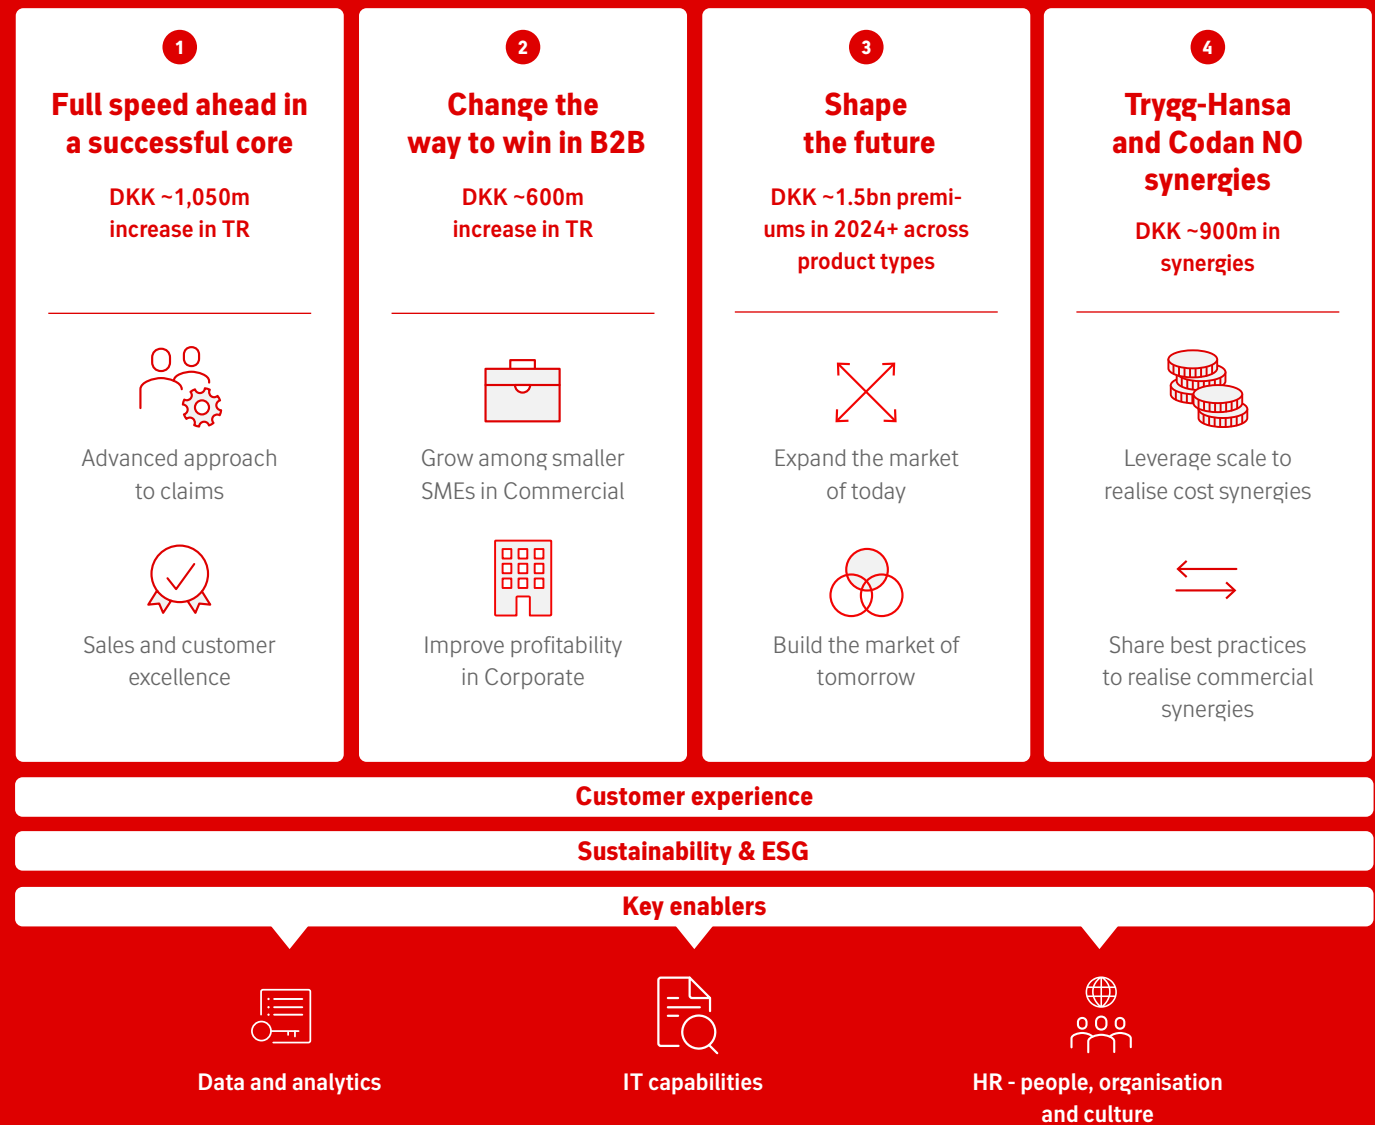 1
Full speed ahead in
a successful core
DKK ~1,050m
increase in TR
Advanced approach
to claims
Sales and customer
excellence
2
Change the
way to win in B2B
DKK ~600m
increase in TR
Grow among smaller
SMEs in Commercial
Improve profitability
in Corporate
3
Shape
the future
DKK ~1.5bn premi-
ums in 2024+ across
product types
Expand the market
of today
Build the market of
tomorrow
4
Trygg-Hansa
and Codan NO
synergies
DKK ~900m in
synergies
Leverage scale to
realise cost synergies
Share best practices
to realise commercial
synergies
Customer experience
Sustainability & ESG
Key enablers
Data and analytics
IT capabilities
HR - people, organisation
and culture